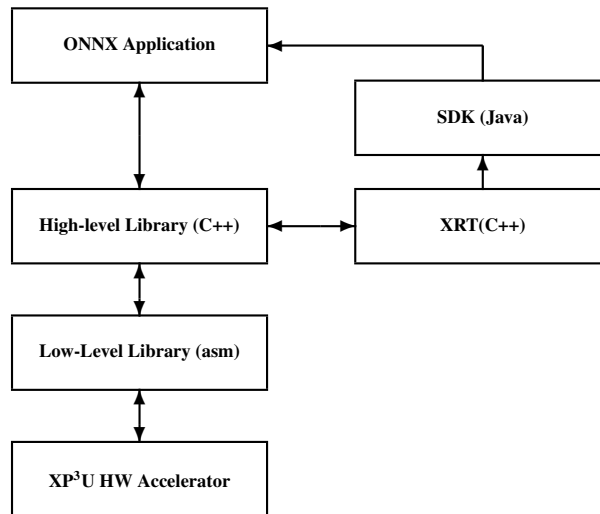 ONNX Application
SDK (Java)
High-level Library (C++)
XRT(C++)
Low-Level Library (asm)
XP³U HW Accelerator